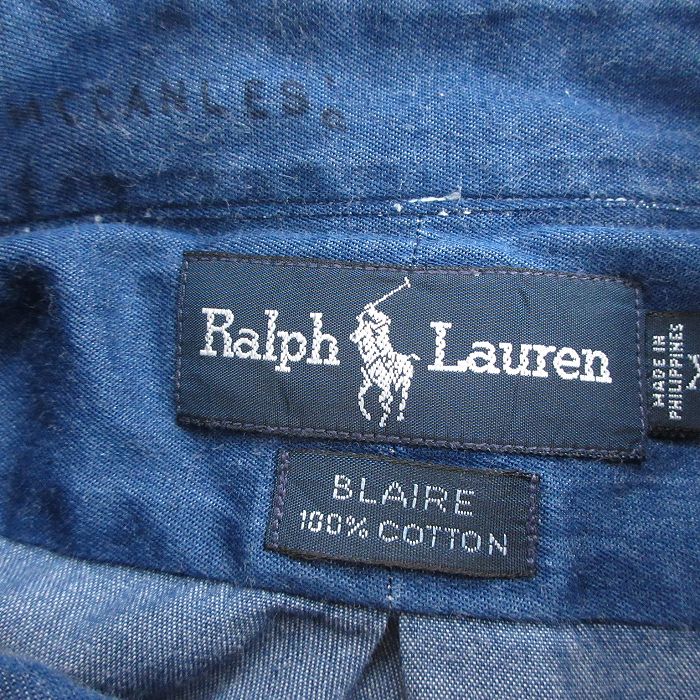 MCCANLES
Ralph Lauren
MADE IN
PHILIPPINES
BLAIRE
100% COTTON